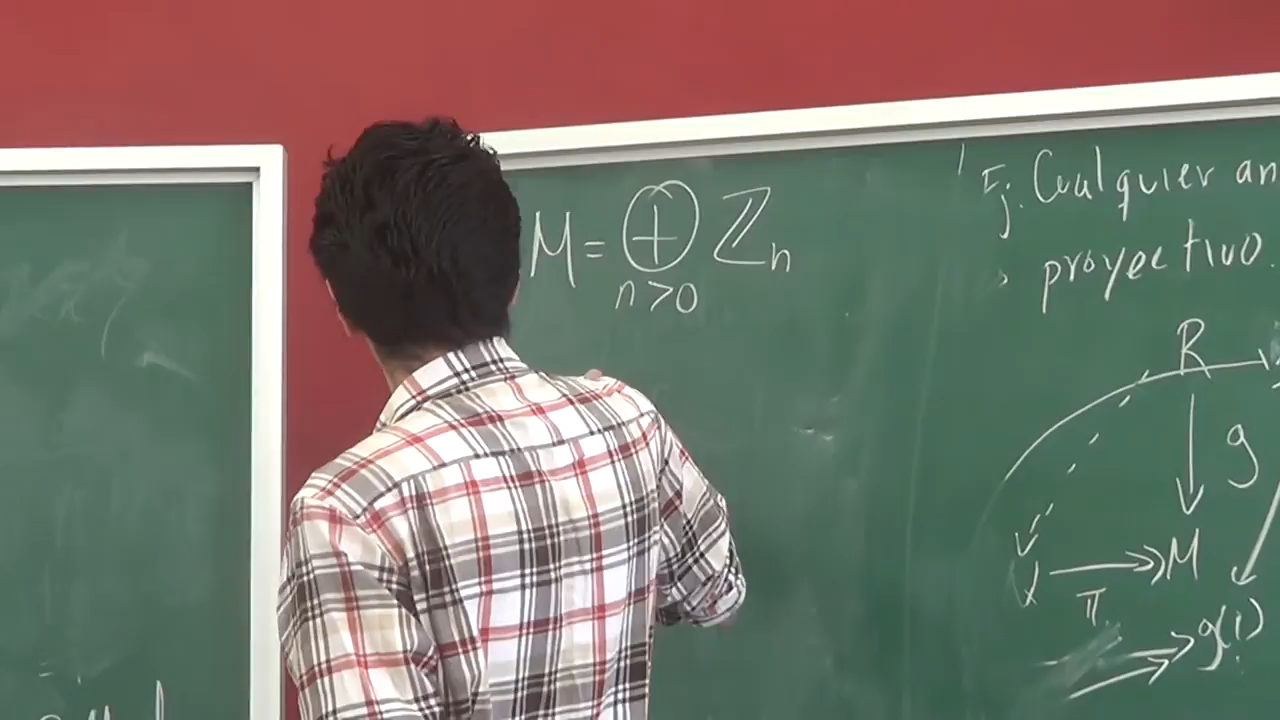 M = ⊕ ℤn
n > 0
Ej. Cualquier an
proyectivo.
R
g
M
π
g(1)